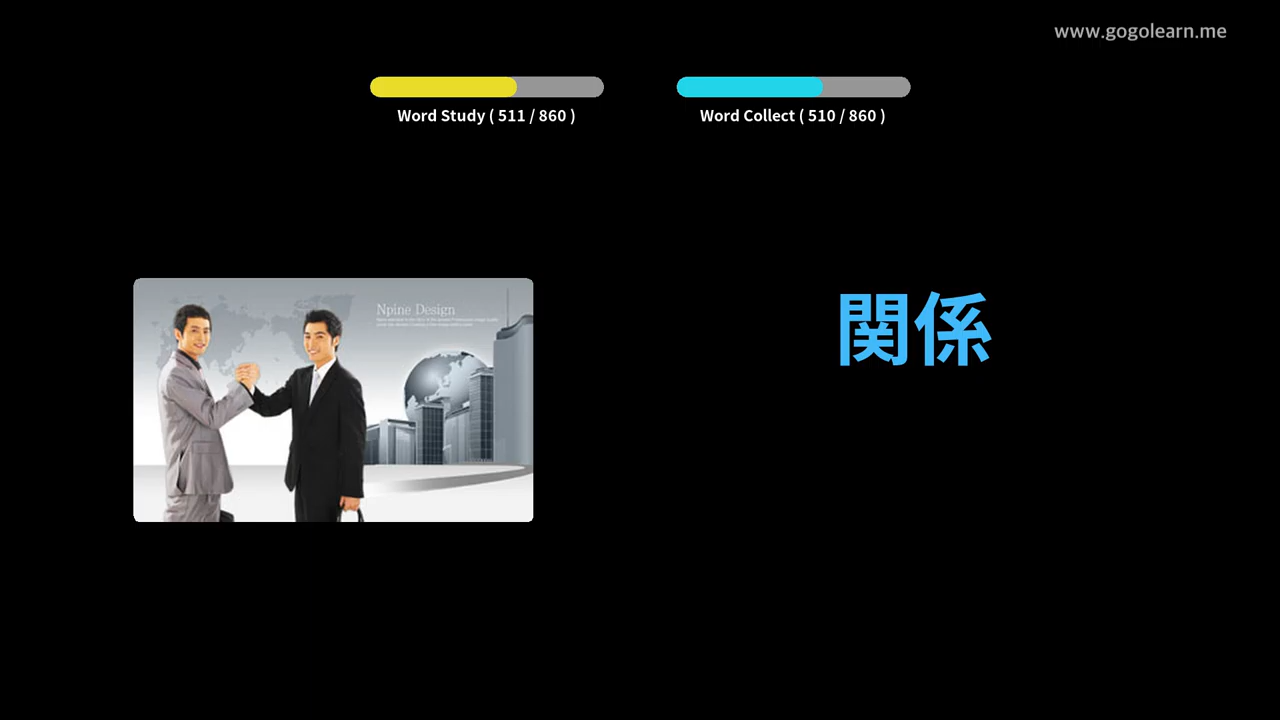 www.gogolearn.me
Word Study ( 511 / 860 )
Word Collect ( 510 / 860 )
Npine Design
関係